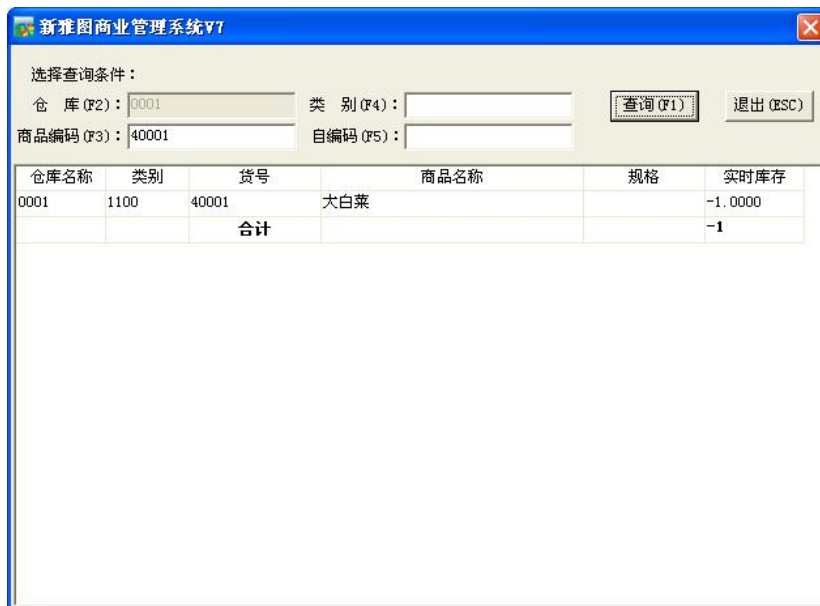 新雅图商业管理系统V7
选择查询条件：
仓 库(F2)：0001 类 别(F4)： 查询(F1) 退出(ESC)
商品编码(F3)：40001 自编码(F5)：
仓库名称 类别 货号 商品名称 规格 实时库存
0001 1100 40001 大白菜 -1.0000
合计 -1